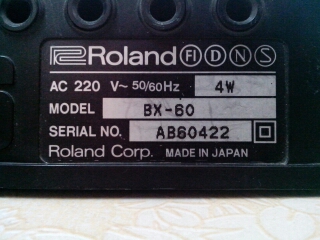 Roland FI D N S
AC 220 V~ 50/60Hz 4W
MODEL BX-60
SERIAL NO. AB60422
Roland Corp. MADE IN JAPAN